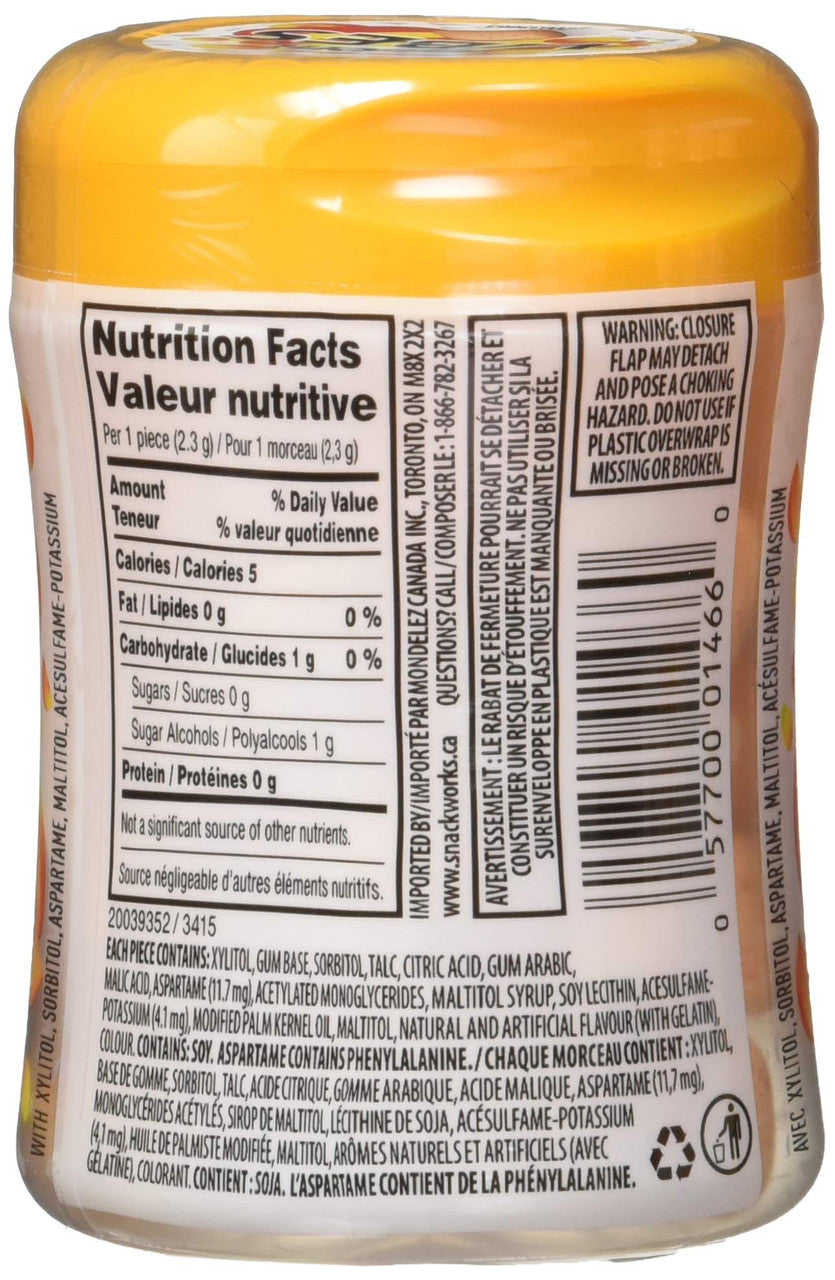 Nutrition Facts
Valeur nutritive
Per 1 piece (2.3 g) / Pour 1 morceau (2,3 g)
Amount % Daily Value
Teneur % valeur quotidienne
Calories / Calories 5
Fat / Lipides 0 g 0 %
Carbohydrate / Glucides 1 g 0 %
Sugars / Sucres 0 g
Sugar Alcohols / Polyalcools 1 g
Protein / Protéines 0 g
Not a significant source of other nutrients.
Source négligeable d'autres éléments nutritifs.
IMPORTED BY/IMPORTÉ PAR MONDELEZ CANADA INC., TORONTO, ON M8X 2X2
www.snackworks.ca QUESTIONS? CALL/COMPOSER LE : 1-866-782-3267
AVERTISSEMENT : LE RABAT DE FERMETURE POURRAIT SE DÉTACHER ET
CONSTITUER UN RISQUE D'ÉTOUFFEMENT. NE PAS UTILISER SI LA
SURENVELOPPE EN PLASTIQUE EST MANQUANTE OU BRISÉE.
WARNING: CLOSURE
FLAP MAY DETACH
AND POSE A CHOKING
HAZARD. DO NOT USE IF
PLASTIC OVERWRAP IS
MISSING OR BROKEN.
0 57700 01466 0
20039352 / 3415
EACH PIECE CONTAINS: XYLITOL, GUM BASE, SORBITOL, TALC, CITRIC ACID, GUM ARABIC,
MALIC ACID, ASPARTAME (11.7 mg), ACETYLATED MONOGLYCERIDES, MALTITOL SYRUP, SOY LECITHIN, ACESULFAME-
POTASSIUM (4.1 mg), MODIFIED PALM KERNEL OIL, MALTITOL, NATURAL AND ARTIFICIAL FLAVOUR (WITH GELATIN),
COLOUR. CONTAINS: SOY. ASPARTAME CONTAINS PHENYLALANINE. / CHAQUE MORCEAU CONTIENT : XYLITOL,
BASE DE GOMME, SORBITOL, TALC, ACIDE CITRIQUE, GOMME ARABIQUE, ACIDE MALIQUE, ASPARTAME (11,7 mg),
MONOGLYCÉRIDES ACÉTYLÉS, SIROP DE MALTITOL, LÉCITHINE DE SOJA, ACÉSULFAME-POTASSIUM
(4,1 mg), HUILE DE PALMISTE MODIFIÉE, MALTITOL, ARÔMES NATURELS ET ARTIFICIELS (AVEC
GÉLATINE), COLORANT. CONTIENT : SOJA. L'ASPARTAME CONTIENT DE LA PHÉNYLALANINE.
WITH XYLITOL, SORBITOL, ASPARTAME, MALTITOL, ACESULFAME-POTASSIUM
AVEC XYLITOL, SORBITOL, ASPARTAME, MALTITOL, ACÉSULFAME-POTASSIUM